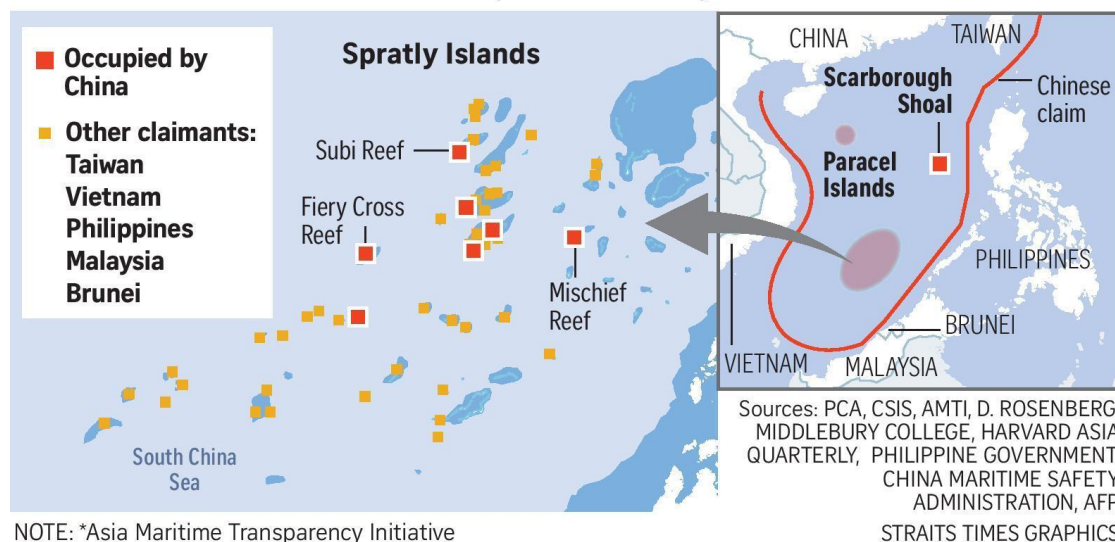 Occupied by
China
Other claimants:
Taiwan
Vietnam
Philippines
Malaysia
Brunei
Spratly Islands
Subi Reef
Fiery Cross
Reef
Mischief
Reef
South China
Sea
CHINA
TAIWAN
Scarborough
Shoal
Chinese
claim
Paracel
Islands
PHILIPPINES
BRUNEI
VIETNAM
MALAYSIA
Sources: PCA, CSIS, AMTI, D. ROSENBERG
MIDDLEBURY COLLEGE, HARVARD ASIA
QUARTERLY, PHILIPPINE GOVERNMENT
CHINA MARITIME SAFETY
ADMINISTRATION, AFP
NOTE: *Asia Maritime Transparency Initiative
STRAITS TIMES GRAPHICS